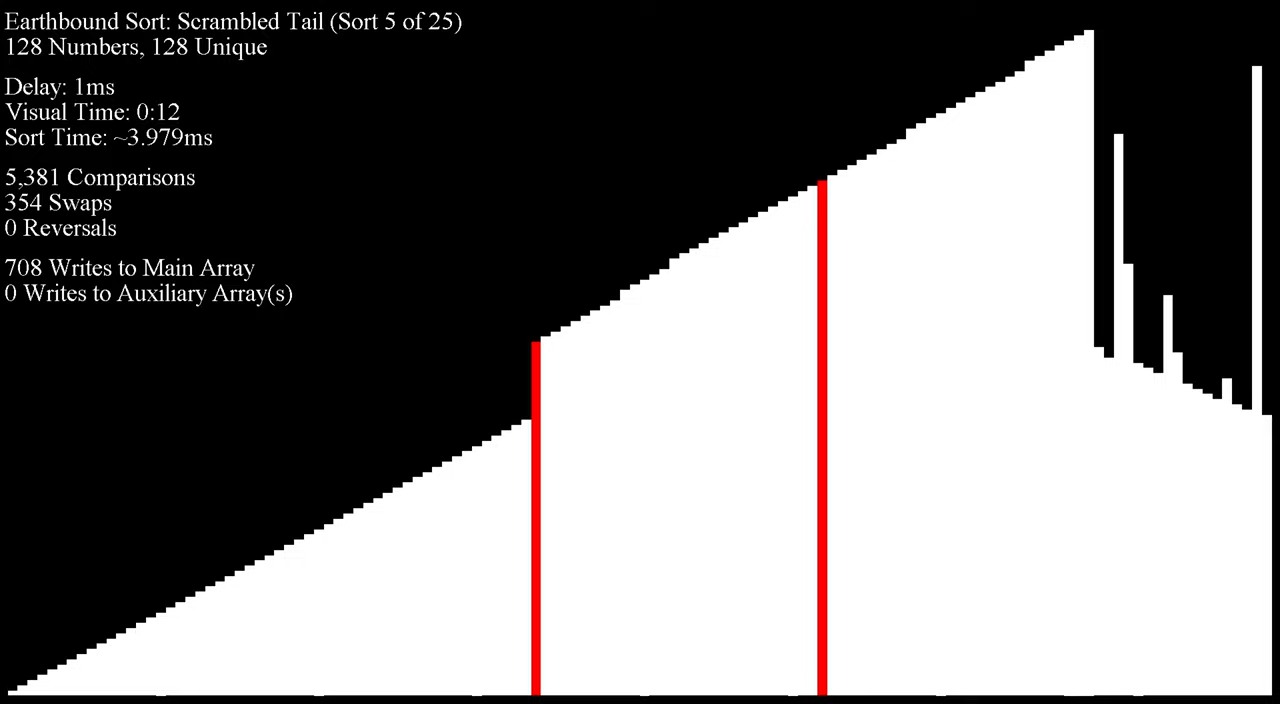 Earthbound Sort: Scrambled Tail (Sort 5 of 25)
128 Numbers, 128 Unique
Delay: 1ms
Visual Time: 0:12
Sort Time: ~3.979ms
5,381 Comparisons
354 Swaps
0 Reversals
708 Writes to Main Array
0 Writes to Auxiliary Array(s)